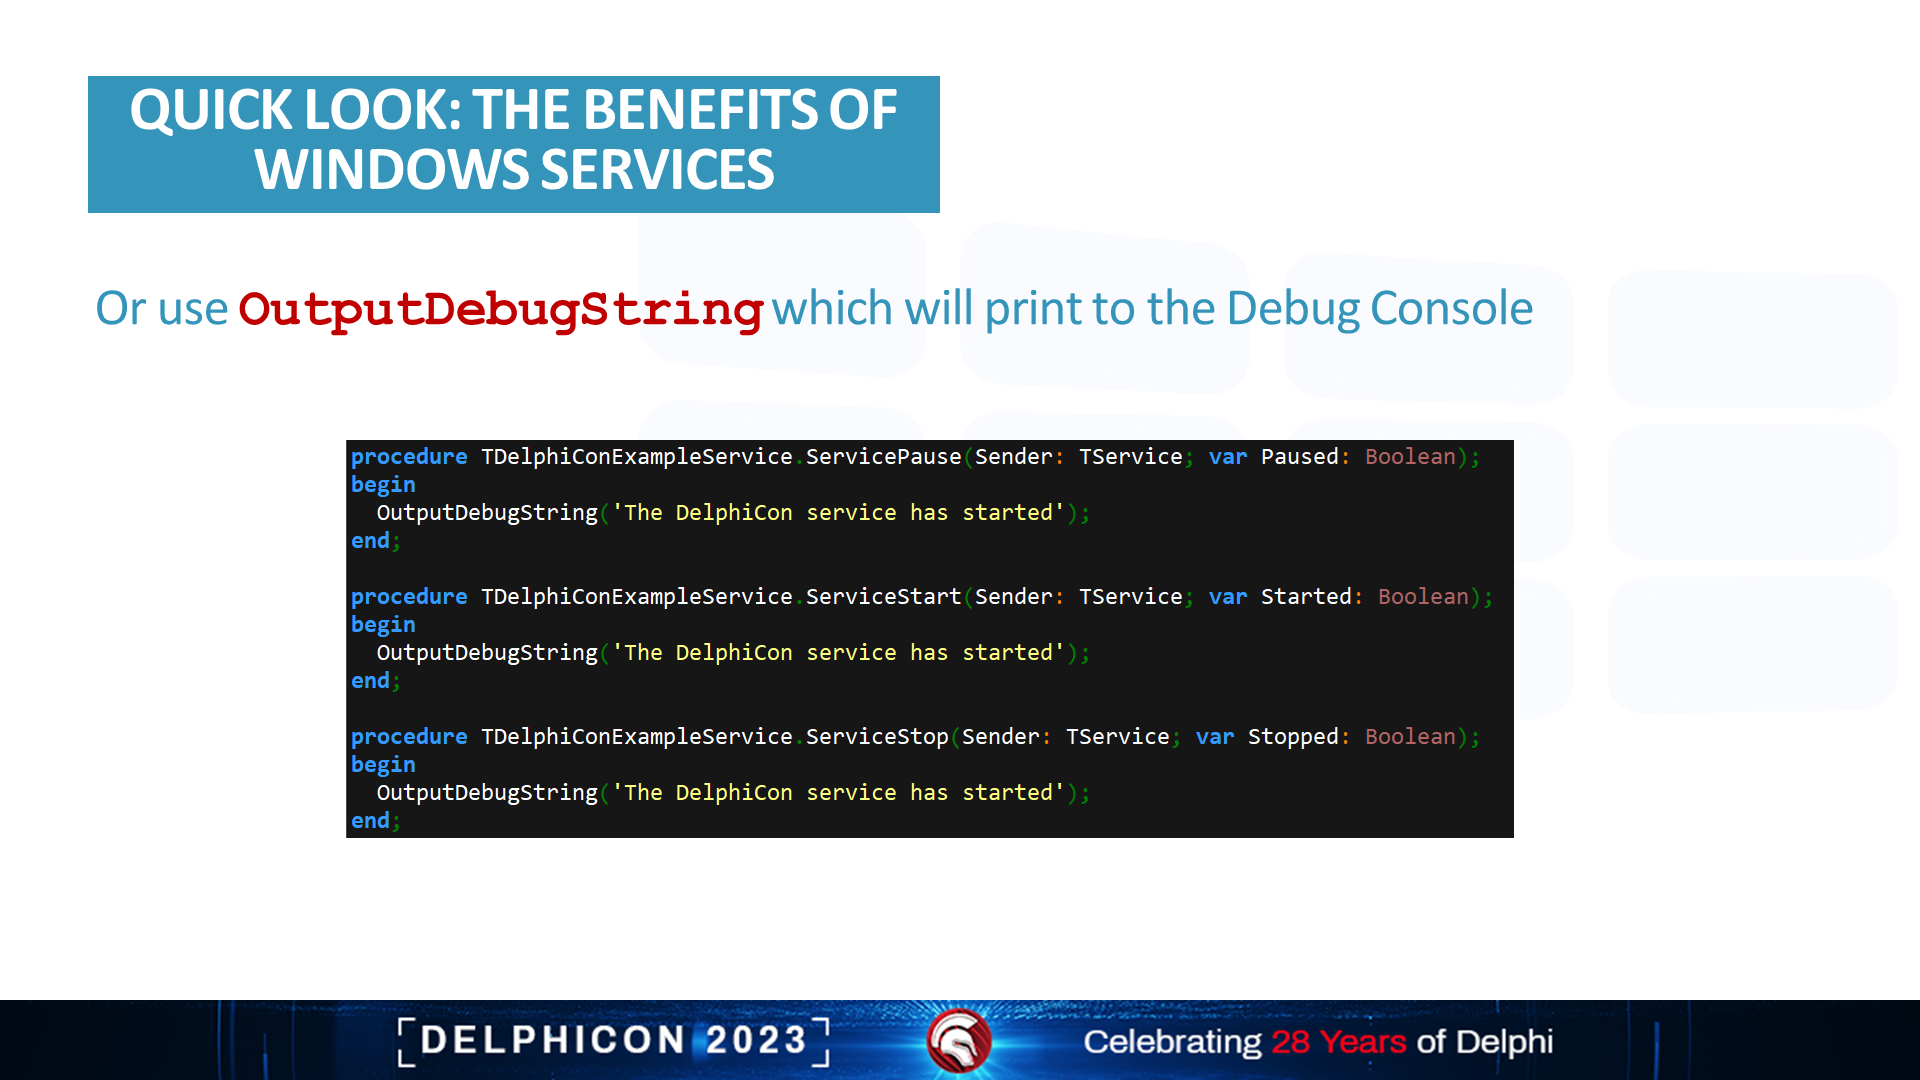 QUICK LOOK: THE BENEFITS OF
WINDOWS SERVICES
Or use OutputDebugString which will print to the Debug Console
procedure TDelphiConExampleService.ServicePause(Sender: TService; var Paused: Boolean);
begin
  OutputDebugString('The DelphiCon service has started');
end;
procedure TDelphiConExampleService.ServiceStart(Sender: TService; var Started: Boolean);
begin
  OutputDebugString('The DelphiCon service has started');
end;
procedure TDelphiConExampleService.ServiceStop(Sender: TService; var Stopped: Boolean);
begin
  OutputDebugString('The DelphiCon service has started');
end;
[DELPHICON 2023]
Celebrating 28 Years of Delphi